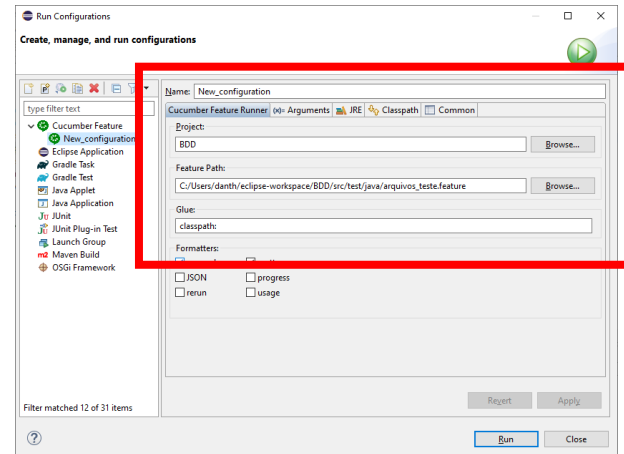 Run Configurations
Create, manage, and run configurations
type filter text
Cucumber Feature
New_configuration
Eclipse Application
Gradle Task
Gradle Test
Java Applet
Java Application
JUnit
JUnit Plug-in Test
Launch Group
Maven Build
OSGi Framework
Filter matched 12 of 31 items
Name: New_configuration
Cucumber Feature Runner (x)= Arguments JRE Classpath Common
Project:
BDD Browse...
Feature Path:
C:/Users/danth/eclipse-workspace/BDD/src/test/java/arquivos_teste.feature Browse...
Glue:
classpath:
Formatters:
JSON progress
rerun usage
Revert Apply
Run Close